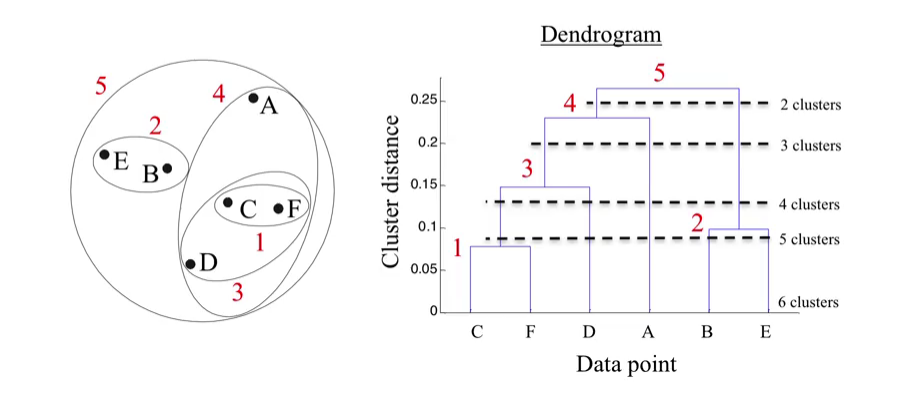 Dendrogram
5
4
A
2
E
B
C
F
1
D
3
Cluster distance
0.25
0.2
0.15
0.1
0.05
0
5
4
3
2
1
2 clusters
3 clusters
4 clusters
5 clusters
6 clusters
C F D A B E
Data point